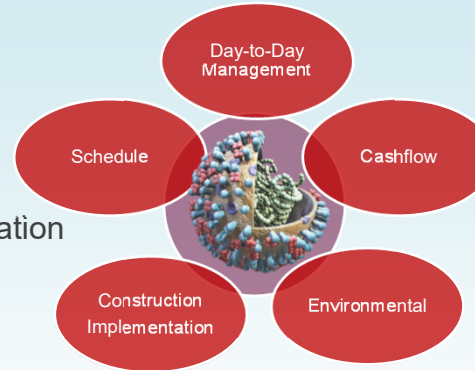 Day-to-Day
Management
Schedule
Cashflow
ation
Construction
Implementation
Environmental